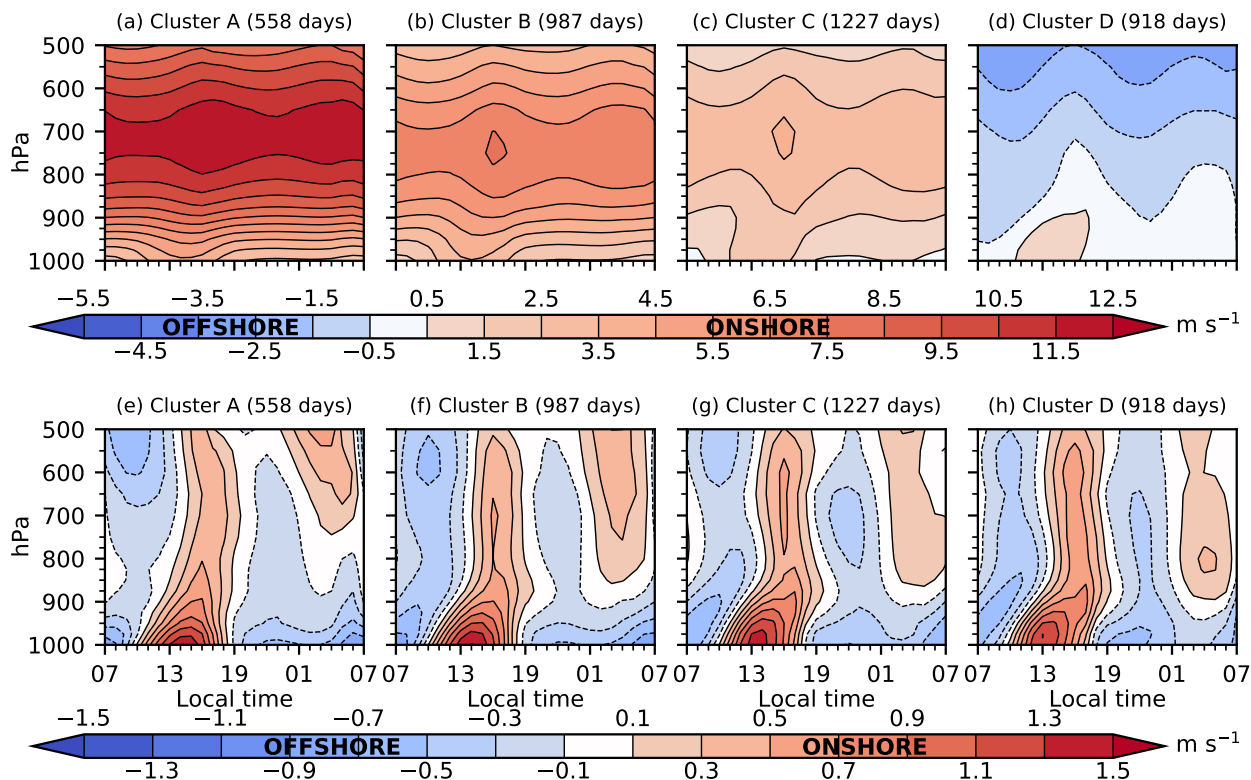 (a) Cluster A (558 days) (b) Cluster B (987 days) (c) Cluster C (1227 days) (d) Cluster D (918 days)
500
600
700
800
900
1000
hPa
−5.5 −3.5 −1.5 0.5 2.5 4.5 6.5 8.5 10.5 12.5
OFFSHORE ONSHORE m s⁻¹
−4.5 −2.5 −0.5 1.5 3.5 5.5 7.5 9.5 11.5
(e) Cluster A (558 days) (f) Cluster B (987 days) (g) Cluster C (1227 days) (h) Cluster D (918 days)
500
600
700
800
900
1000
hPa
07 13 19 01 07 13 19 01 07 13 19 01 07 13 19 01 07
Local time Local time Local time Local time
−1.5 −1.1 −0.7 −0.3 0.1 0.5 0.9 1.3
OFFSHORE ONSHORE m s⁻¹
−1.3 −0.9 −0.5 −0.1 0.3 0.7 1.1 1.5